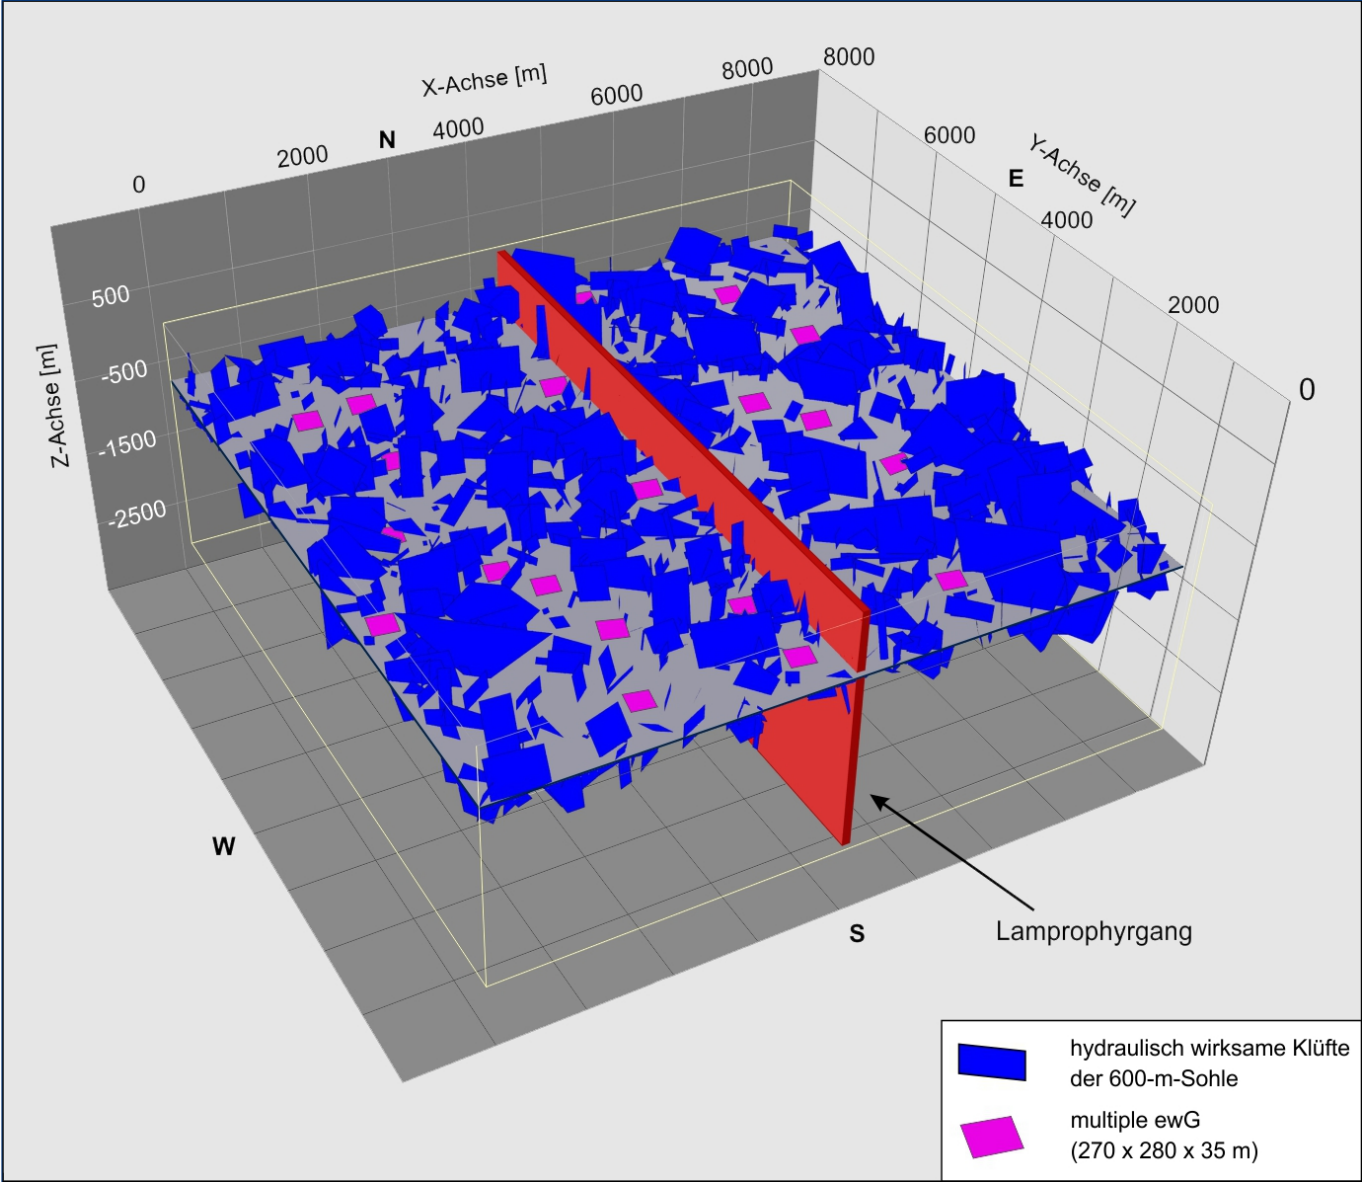 X-Achse [m]
0
2000
N
4000
6000
8000
8000
6000
Y-Achse [m]
E
4000
2000
0
Z-Achse [m]
500
-500
-1500
-2500
W
S
Lamprophyrgang
hydraulisch wirksame Klüfte
der 600-m-Sohle
multiple ewG
(270 x 280 x 35 m)